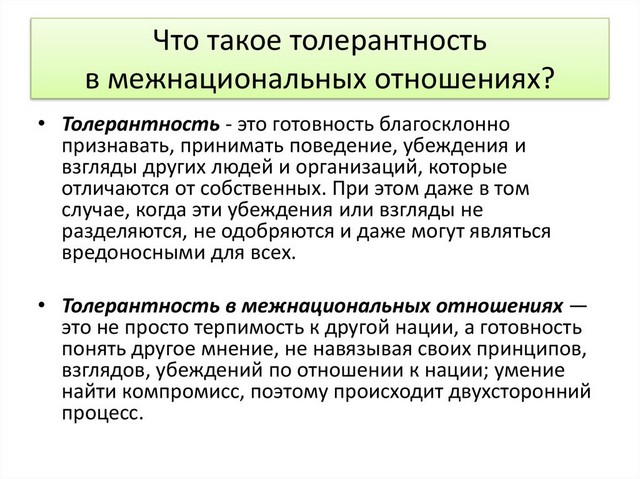 Что такое толерантность
в межнациональных отношениях?
• Толерантность - это готовность благосклонно
признавать, принимать поведение, убеждения и
взгляды других людей и организаций, которые
отличаются от собственных. При этом даже в том
случае, когда эти убеждения или взгляды не
разделяются, не одобряются и даже могут являться
вредоносными для всех.
• Толерантность в межнациональных отношениях —
это не просто терпимость к другой нации, а готовность
понять другое мнение, не навязывая своих принципов,
взглядов, убеждений по отношению к нации; умение
найти компромисс, поэтому происходит двухсторонний
процесс.